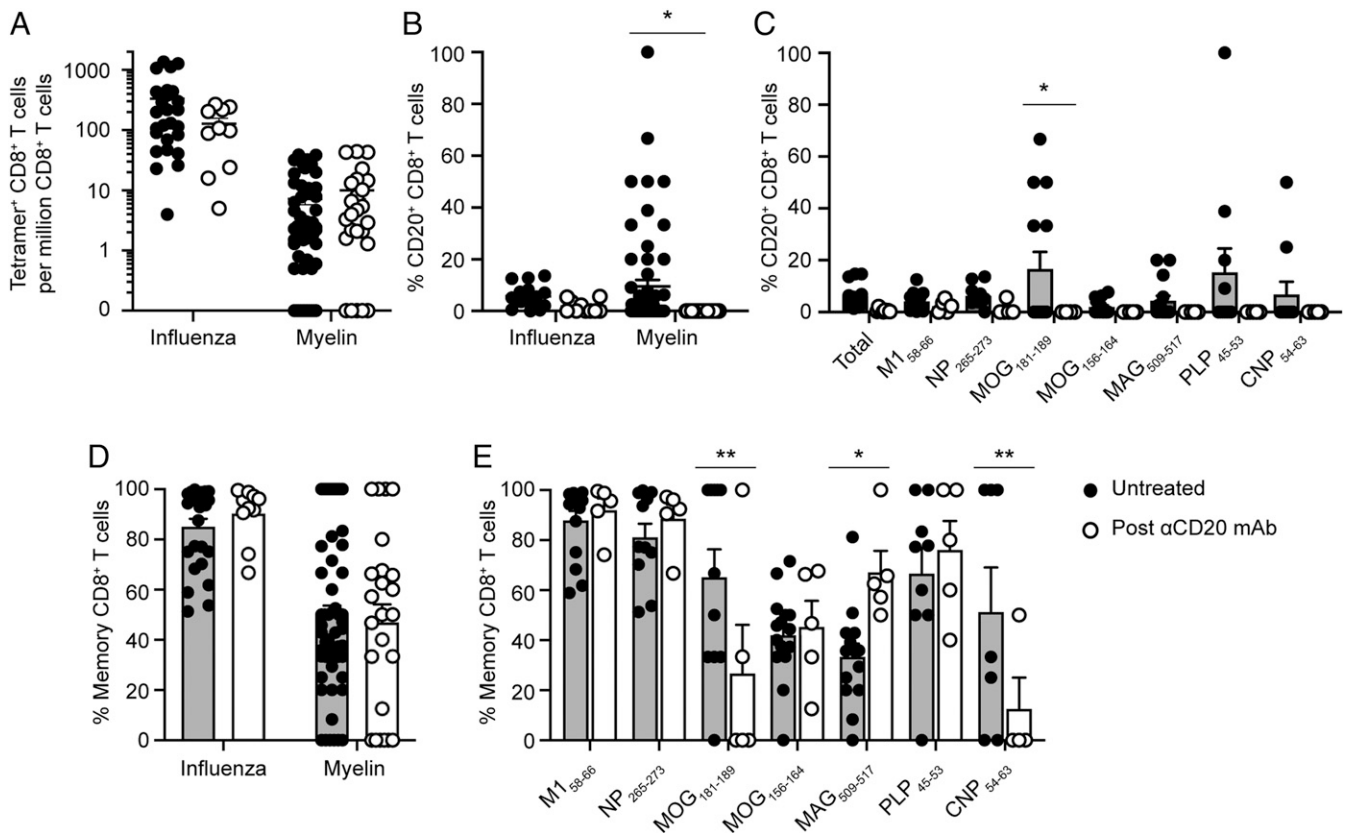 A
Tetramer⁺ CD8⁺ T cells
per million CD8⁺ T cells
1000
100
10
1
0
Influenza
Myelin
B
% CD20⁺ CD8⁺ T cells
100
80
60
40
20
0
*
Influenza
Myelin
C
% CD20⁺ CD8⁺ T cells
100
80
60
40
20
0
*
Total
M1 58-66
NP 265-273
MOG 181-189
MOG 156-164
MAG 509-517
PLP 45-53
CNP 54-63
D
% Memory CD8⁺ T cells
100
80
60
40
20
0
Influenza
Myelin
E
% Memory CD8⁺ T cells
100
80
60
40
20
0
**
*
**
M1 58-66
NP 265-273
MOG 181-189
MOG 156-164
MAG 509-517
PLP 45-53
CNP 54-63
Untreated
Post αCD20 mAb